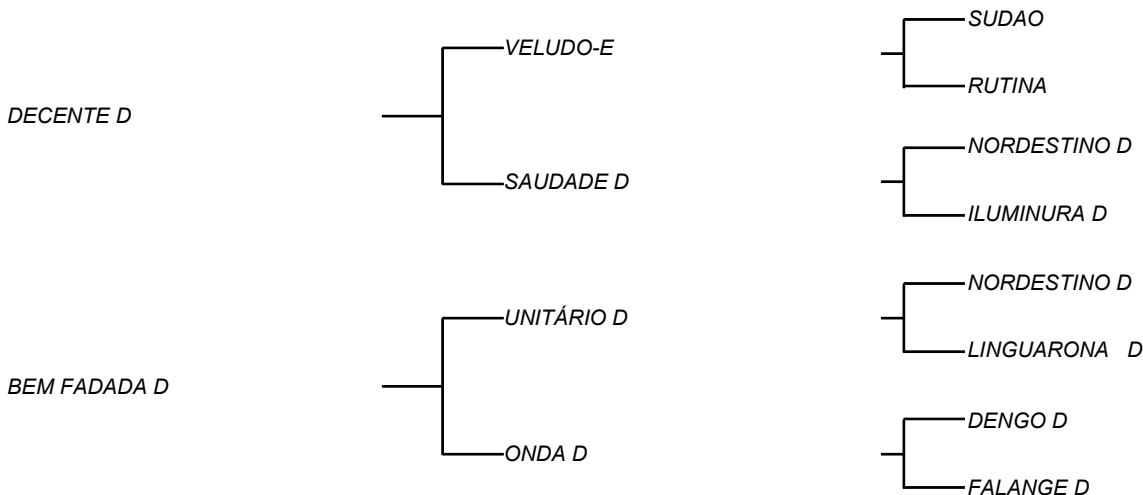 SUDAO
VELUDO-E
RUTINA
DECENTE D
NORDESTINO D
SAUDADE D
ILUMINURA D
NORDESTINO D
UNITÁRIO D
LINGUARONA D
BEM FADADA D
DENGO D
ONDA D
FALANGE D